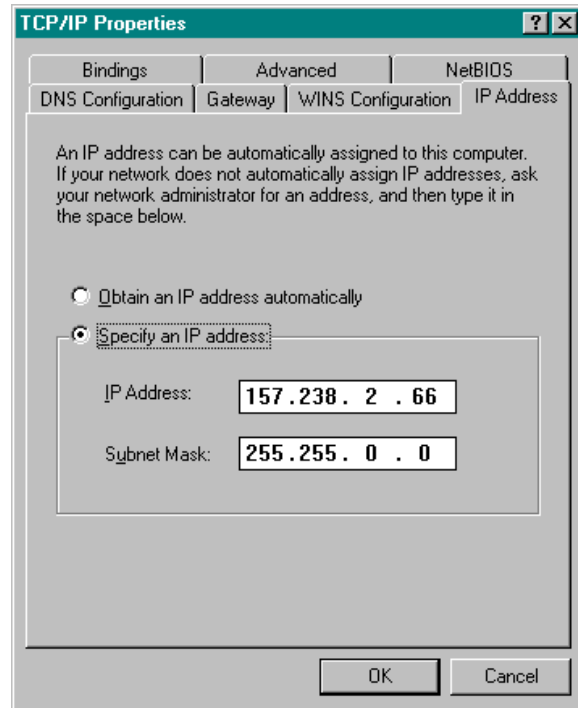 TCP/IP Properties
? X
Bindings Advanced NetBIOS
DNS Configuration Gateway WINS Configuration IP Address
An IP address can be automatically assigned to this computer.
If your network does not automatically assign IP addresses, ask
your network administrator for an address, and then type it in
the space below.
Obtain an IP address automatically
Specify an IP address:
IP Address: 157.238. 2 . 66
Subnet Mask: 255.255. 0 . 0
OK Cancel